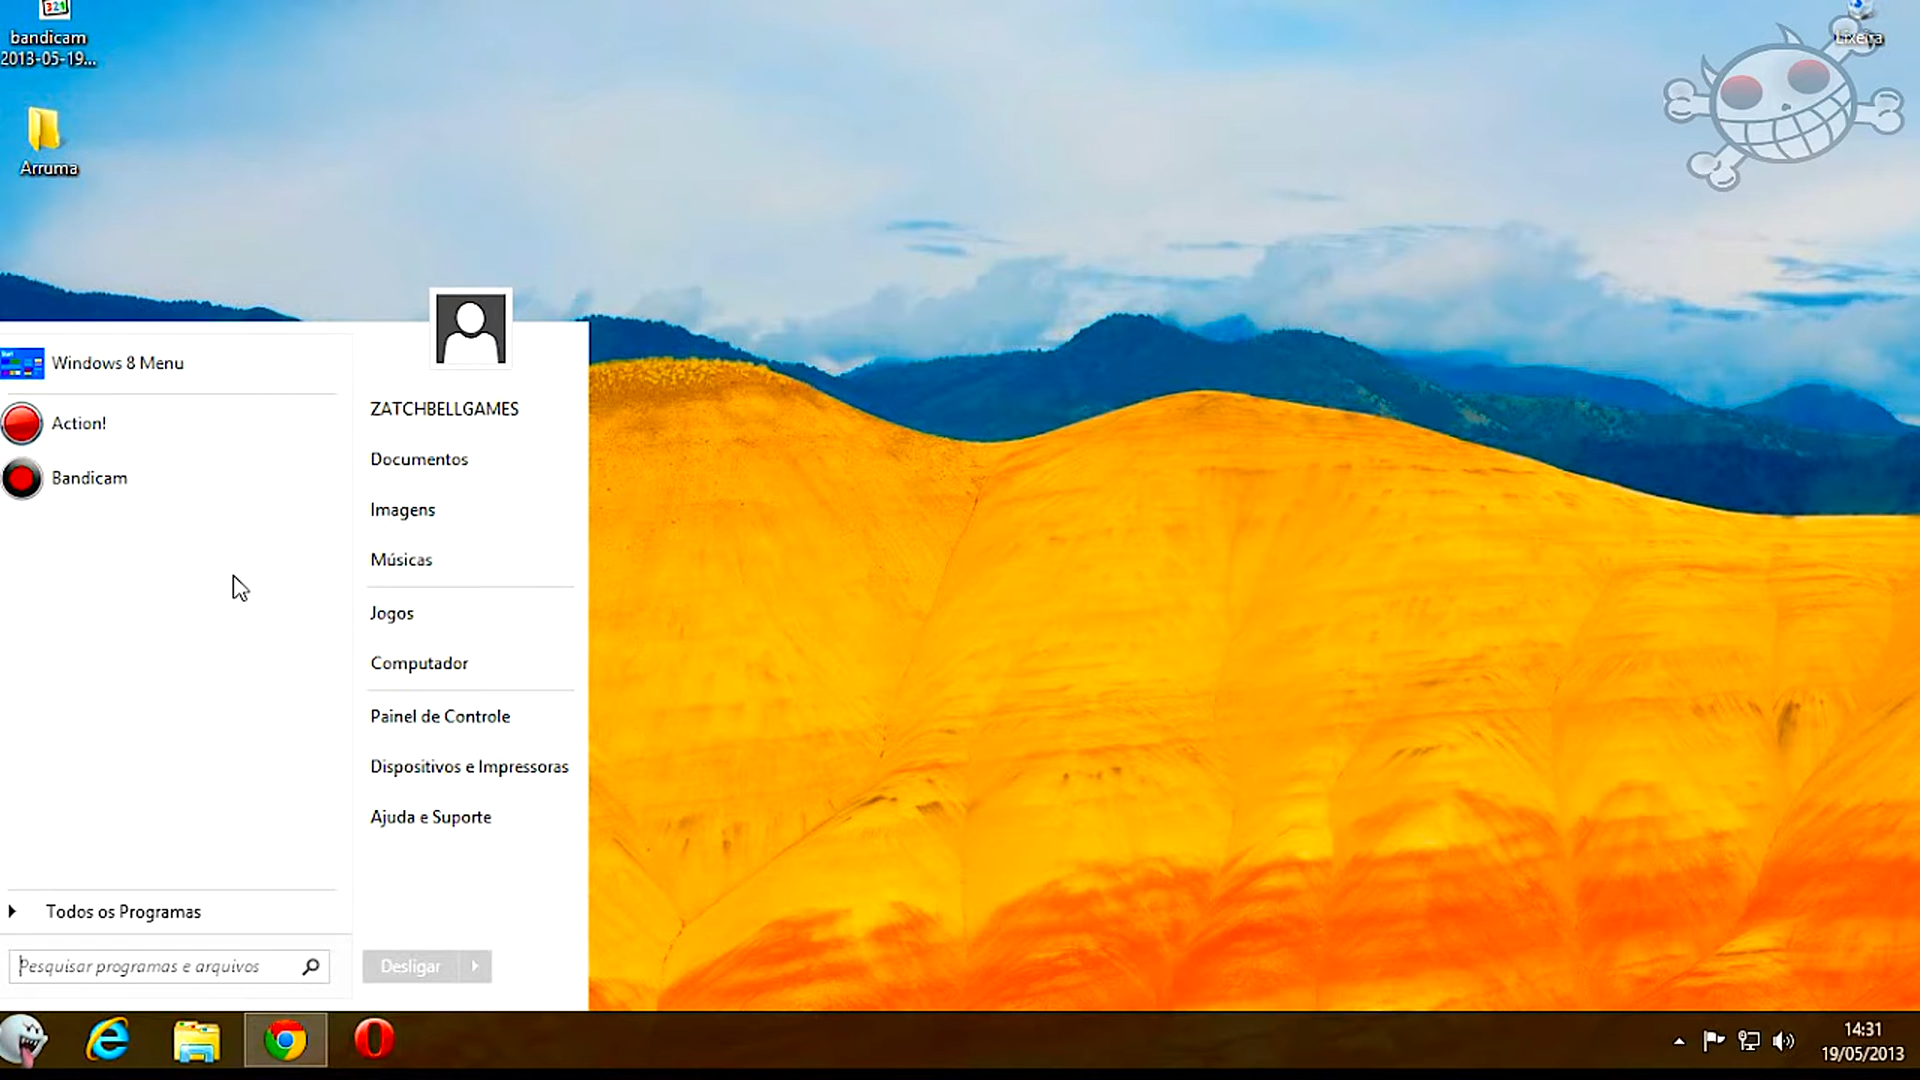 bandicam
2013-05-19...
Arruma
Lixeira
Windows 8 Menu
Action!
Bandicam
Todos os Programas
Pesquisar programas e arquivos
ZATCHBELLGAMES
Documentos
Imagens
Músicas
Jogos
Computador
Painel de Controle
Dispositivos e Impressoras
Ajuda e Suporte
Desligar
14:31
19/05/2013